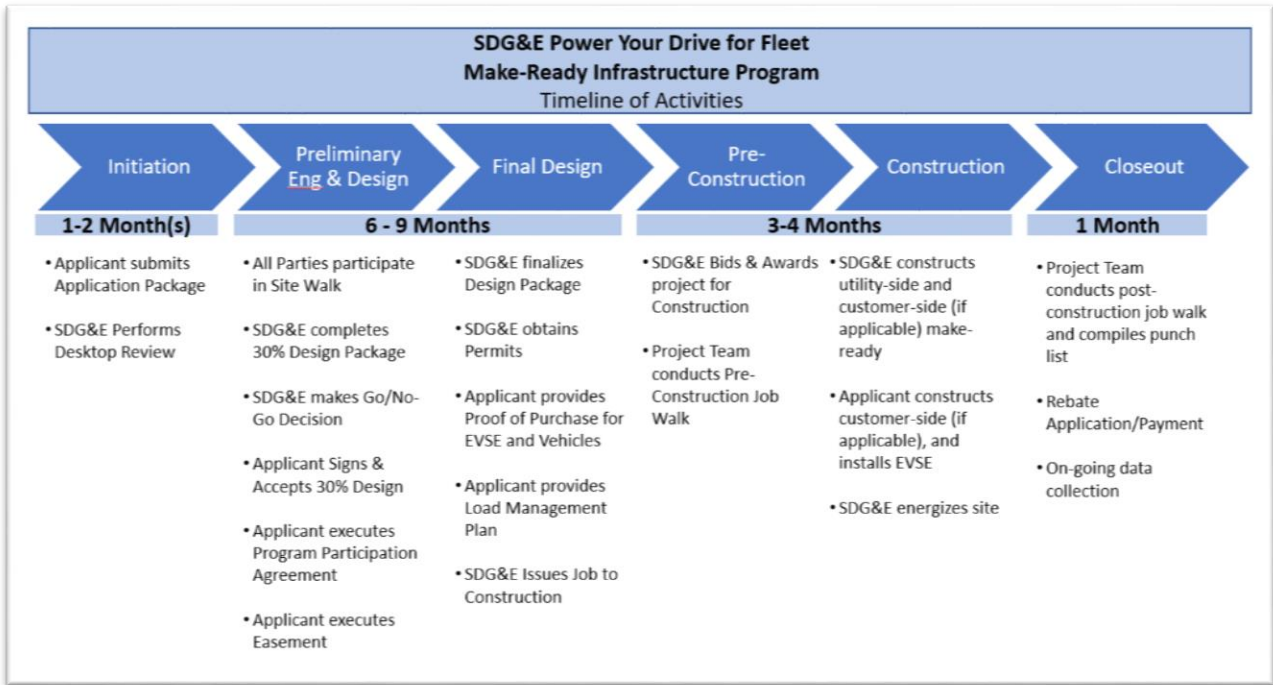 SDG&E Power Your Drive for Fleet
Make-Ready Infrastructure Program
Timeline of Activities
Initiation
Preliminary
Eng & Design
Final Design
Pre-
Construction
Construction
Closeout
1-2 Month(s)
6 - 9 Months
3-4 Months
1 Month
• Applicant submits
Application Package
• SDG&E Performs
Desktop Review
• All Parties participate
in Site Walk
• SDG&E completes
30% Design Package
• SDG&E makes Go/No-
Go Decision
• Applicant Signs &
Accepts 30% Design
• Applicant executes
Program Participation
Agreement
• Applicant executes
Easement
• SDG&E finalizes
Design Package
• SDG&E obtains
Permits
• Applicant provides
Proof of Purchase for
EVSE and Vehicles
• Applicant provides
Load Management
Plan
• SDG&E Issues Job to
Construction
• SDG&E Bids & Awards
project for
Construction
• Project Team
conducts Pre-
Construction Job
Walk
• SDG&E constructs
utility-side and
customer-side (if
applicable) make-
ready
• Applicant constructs
customer-side (if
applicable), and
installs EVSE
• SDG&E energizes site
• Project Team
conducts post-
construction job walk
and compiles punch
list
• Rebate
Application/Payment
• On-going data
collection